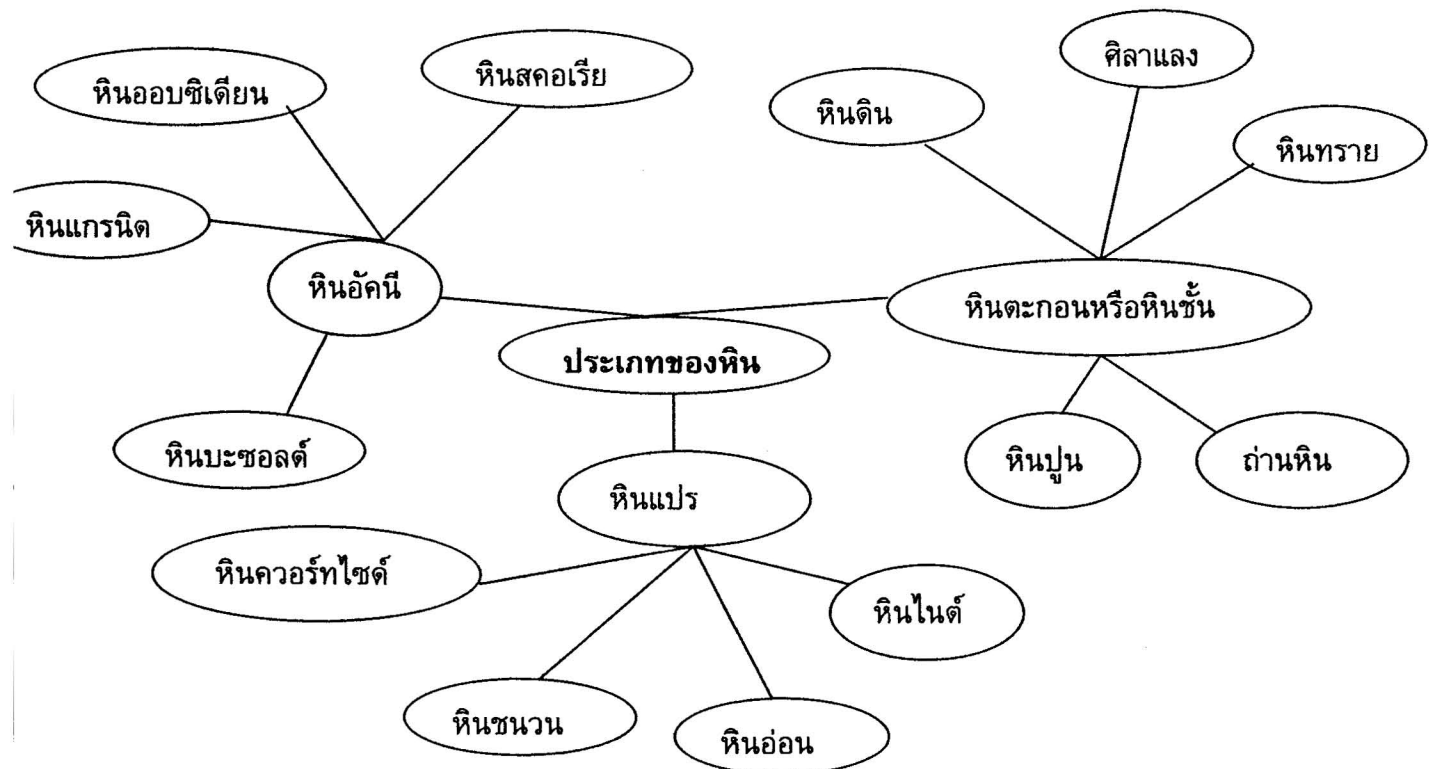 ศิลาแลง
หินสคอเรีย
หินออบซิเดียน
หินดิน
หินทราย
หินแกรนิต
หินอัคนี
หินตะกอนหรือหินชั้น
ประเภทของหิน
หินบะซอลด์
หินปูน
ถ่านหิน
หินแปร
หินควอร์ทไซด์
หินไนต์
หินชนวน
หินอ่อน